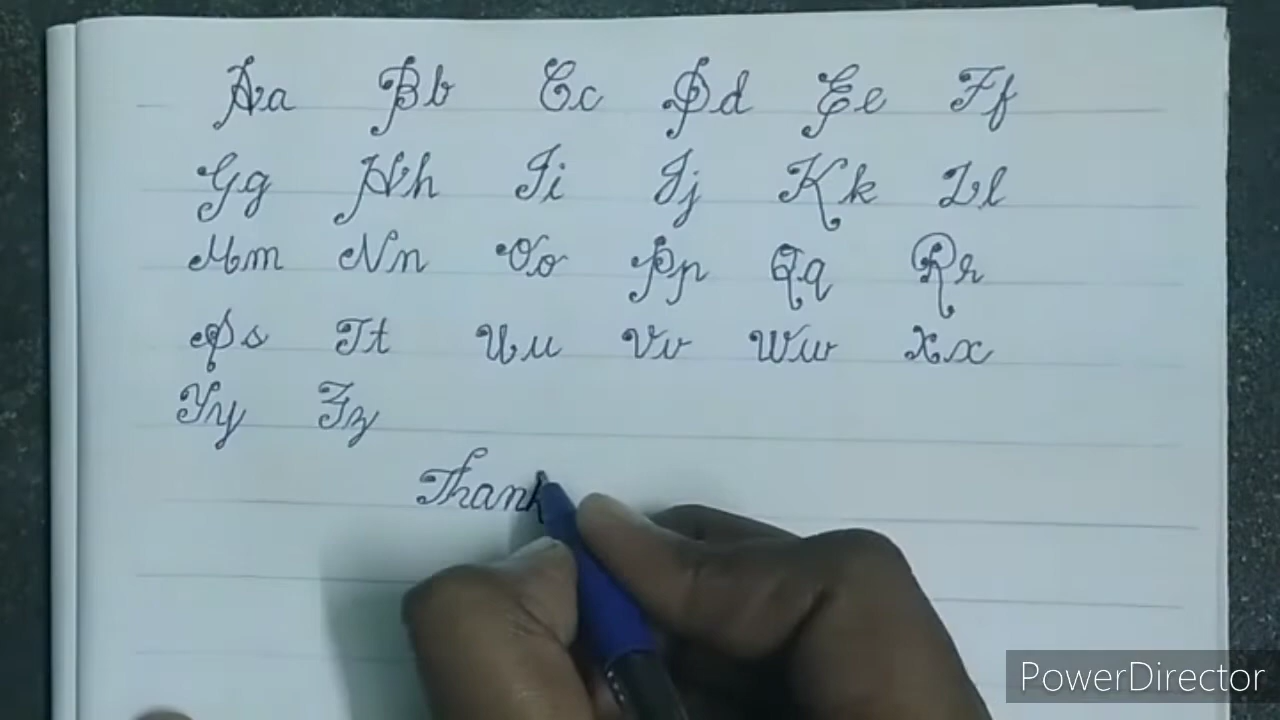 Aa Bb Cc Dd Ee Ff
Gg Hh Ii Jj Kk Ll
Mm Nn Oo Pp Qq Rr
Ss Tt Uu Vv Ww Xx
Yy Zz
Thank
PowerDirector